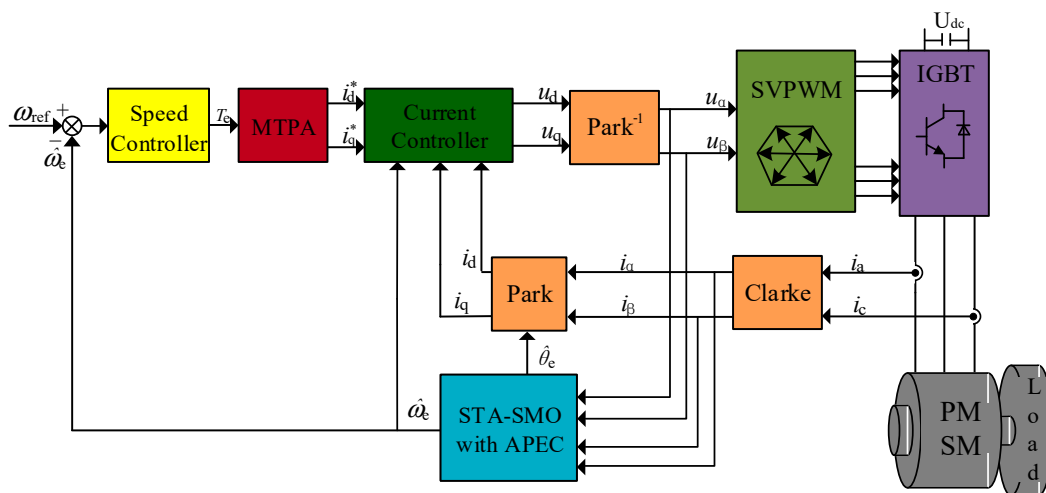 U_dc
ω_ref
+
−
ω̂_e
Speed
Controller
T_e
MTPA
i_d^*
i_q^*
Current
Controller
u_d
u_q
Park^-1
u_α
u_β
SVPWM
IGBT
i_d
i_q
Park
i_α
i_β
Clarke
i_a
i_c
θ̂_e
ω̂_e
STA-SMO
with APEC
PM
SM
L
o
a
d